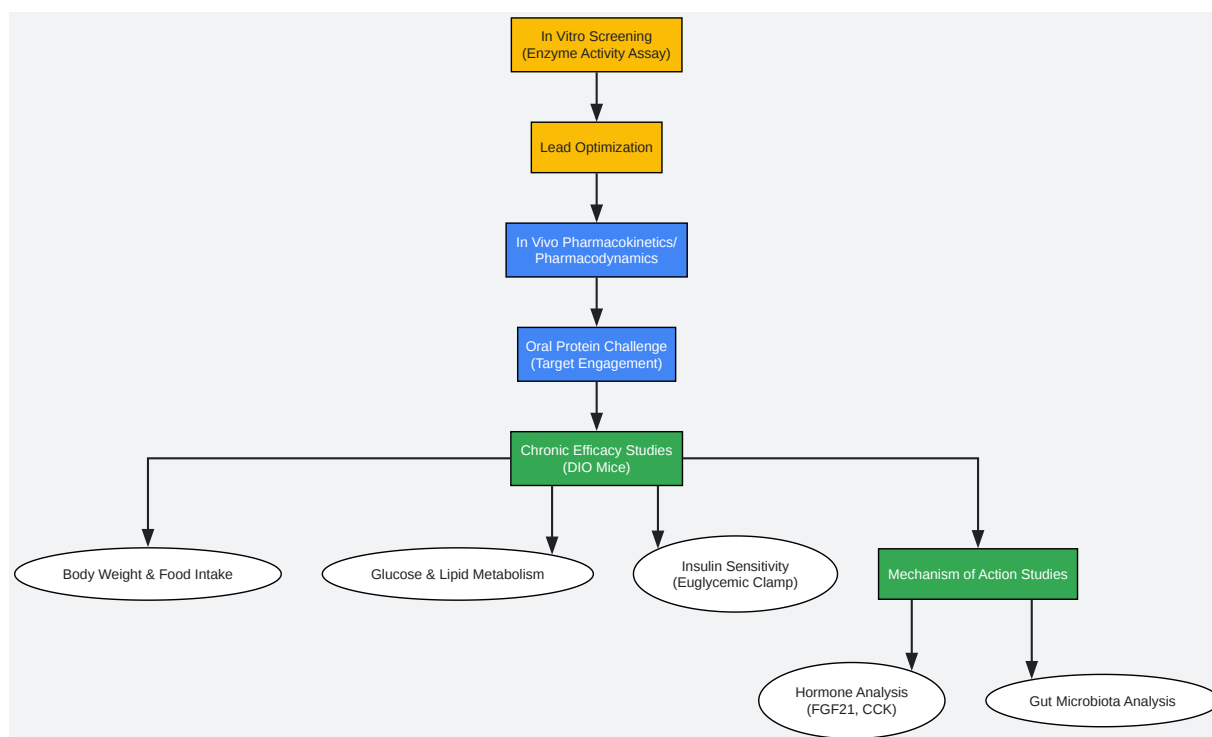 In Vitro Screening
(Enzyme Activity Assay)
Lead Optimization
In Vivo Pharmacokinetics/
Pharmacodynamics
Oral Protein Challenge
(Target Engagement)
Chronic Efficacy Studies
(DIO Mice)
Body Weight & Food Intake
Glucose & Lipid Metabolism
Insulin Sensitivity
(Euglycemic Clamp)
Mechanism of Action Studies
Hormone Analysis
(FGF21, CCK)
Gut Microbiota Analysis